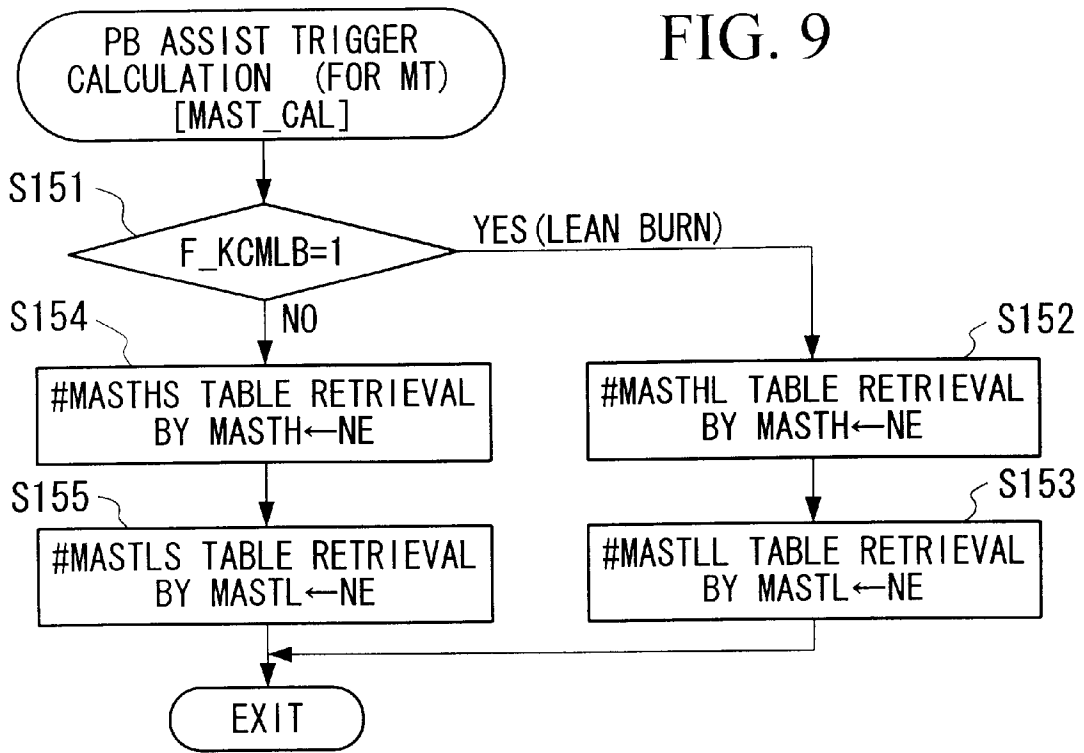 FIG. 9
PB ASSIST TRIGGER
CALCULATION (FOR MT)
[MAST_CAL]
S151
F_KCMLB=1
YES(LEAN BURN)
NO
S154
#MASTHS TABLE RETRIEVAL
BY MASTH←NE
S152
#MASTHL TABLE RETRIEVAL
BY MASTH←NE
S155
#MASTLS TABLE RETRIEVAL
BY MASTL←NE
S153
#MASTLL TABLE RETRIEVAL
BY MASTL←NE
EXIT